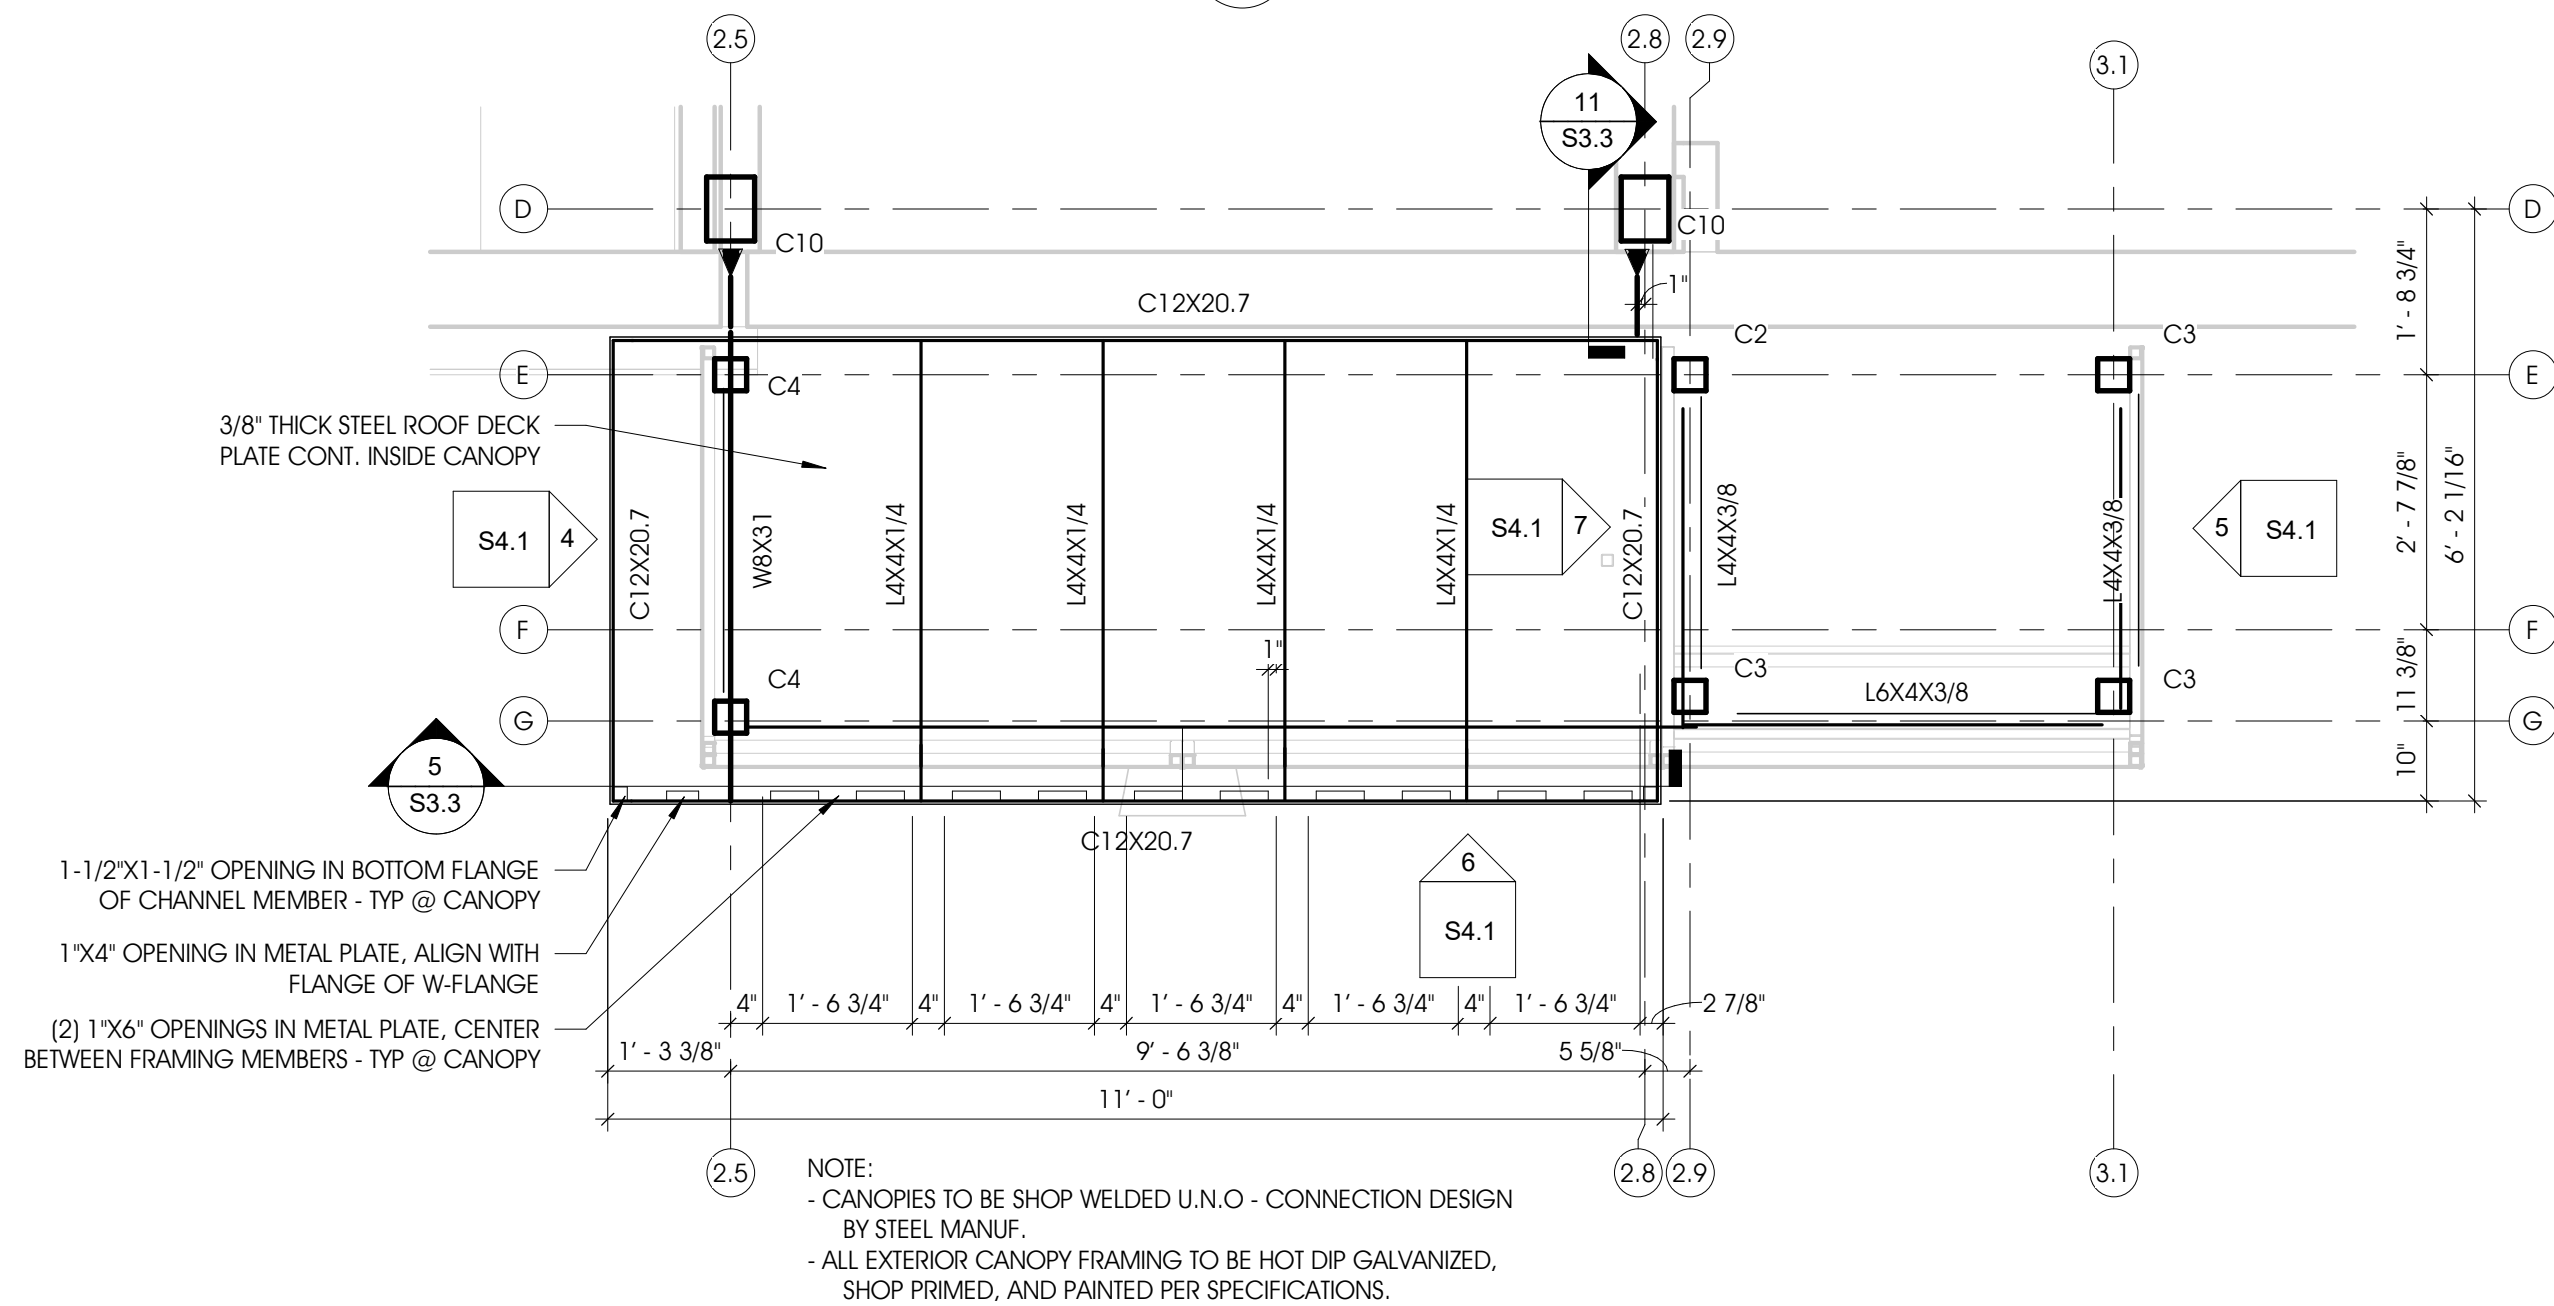 2.5
2.8
2.9
3.1
11
S3.3
D
D
C10
C10
1"
C12X20.7
1' - 8 3/4"
C2
C3
E
C4
E
3/8" THICK STEEL ROOF DECK
PLATE CONT. INSIDE CANOPY
S4.1
4
C12X20.7
W8X31
L4X4X1/4
L4X4X1/4
L4X4X1/4
L4X4X1/4
S4.1
7
C12X20.7
L4X4X3/8
L4X4X3/8
5
S4.1
2' - 7 7/8"
6' - 2 1/16"
F
F
1"
C4
C3
L6X4X3/8
C3
11 3/8"
G
G
5
S3.3
10"
C12X20.7
6
S4.1
1-1/2"X1-1/2" OPENING IN BOTTOM FLANGE
OF CHANNEL MEMBER - TYP @ CANOPY
1"X4" OPENING IN METAL PLATE, ALIGN WITH
FLANGE OF W-FLANGE
(2) 1"X6" OPENINGS IN METAL PLATE, CENTER
BETWEEN FRAMING MEMBERS - TYP @ CANOPY
4"
1' - 6 3/4"
4"
1' - 6 3/4"
4"
1' - 6 3/4"
4"
1' - 6 3/4"
4"
1' - 6 3/4"
2 7/8"
1' - 3 3/8"
9' - 6 3/8"
5 5/8"
11' - 0"
2.5
2.8
2.9
3.1
NOTE:
- CANOPIES TO BE SHOP WELDED U.N.O - CONNECTION DESIGN
BY STEEL MANUF.
- ALL EXTERIOR CANOPY FRAMING TO BE HOT DIP GALVANIZED,
SHOP PRIMED, AND PAINTED PER SPECIFICATIONS.